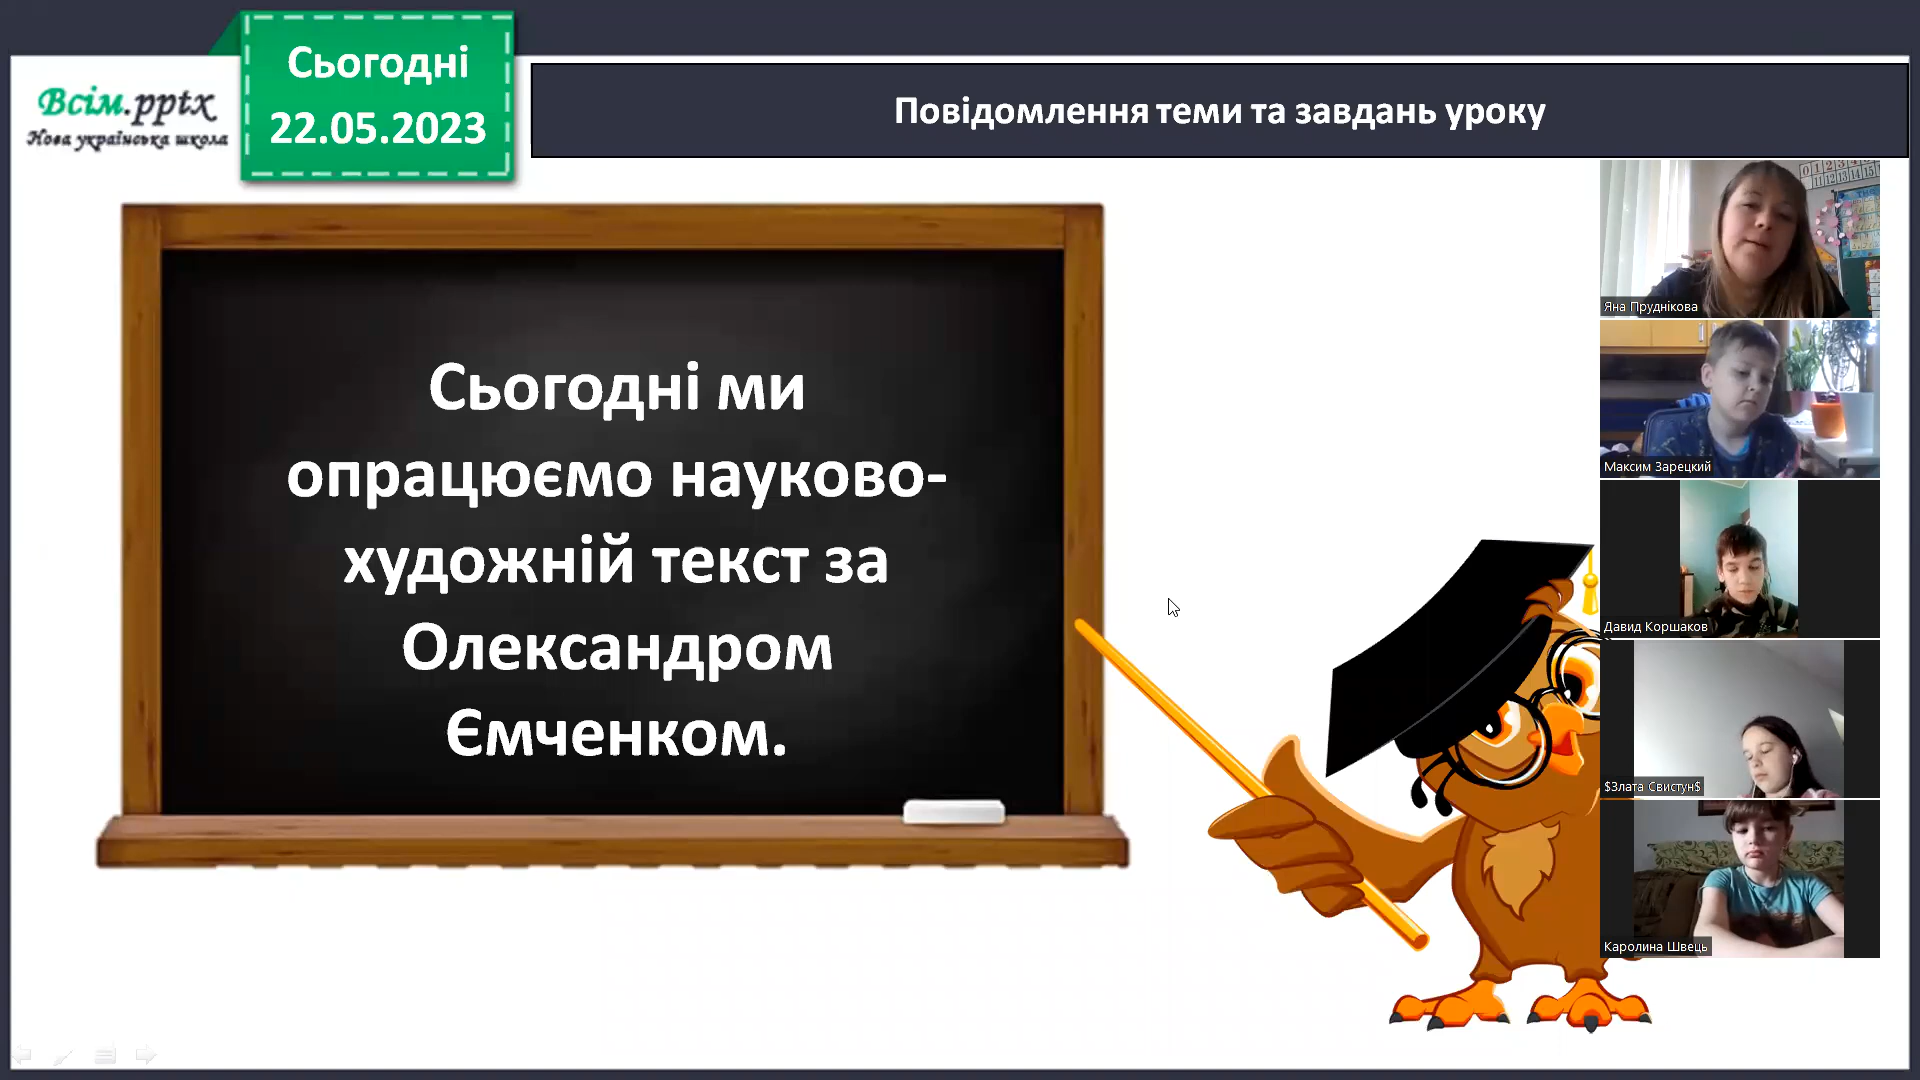 Сьогодні
22.05.2023
Всім.pptx
Нова українська школа
Повідомлення теми та завдань уроку
Сьогодні ми
опрацюємо науково-
художній текст за
Олександром
Ємченком.
Яна Пруднікова
Максим Зарецкий
Давид Коршаков
$Злата Свистун$
Каролина Швець